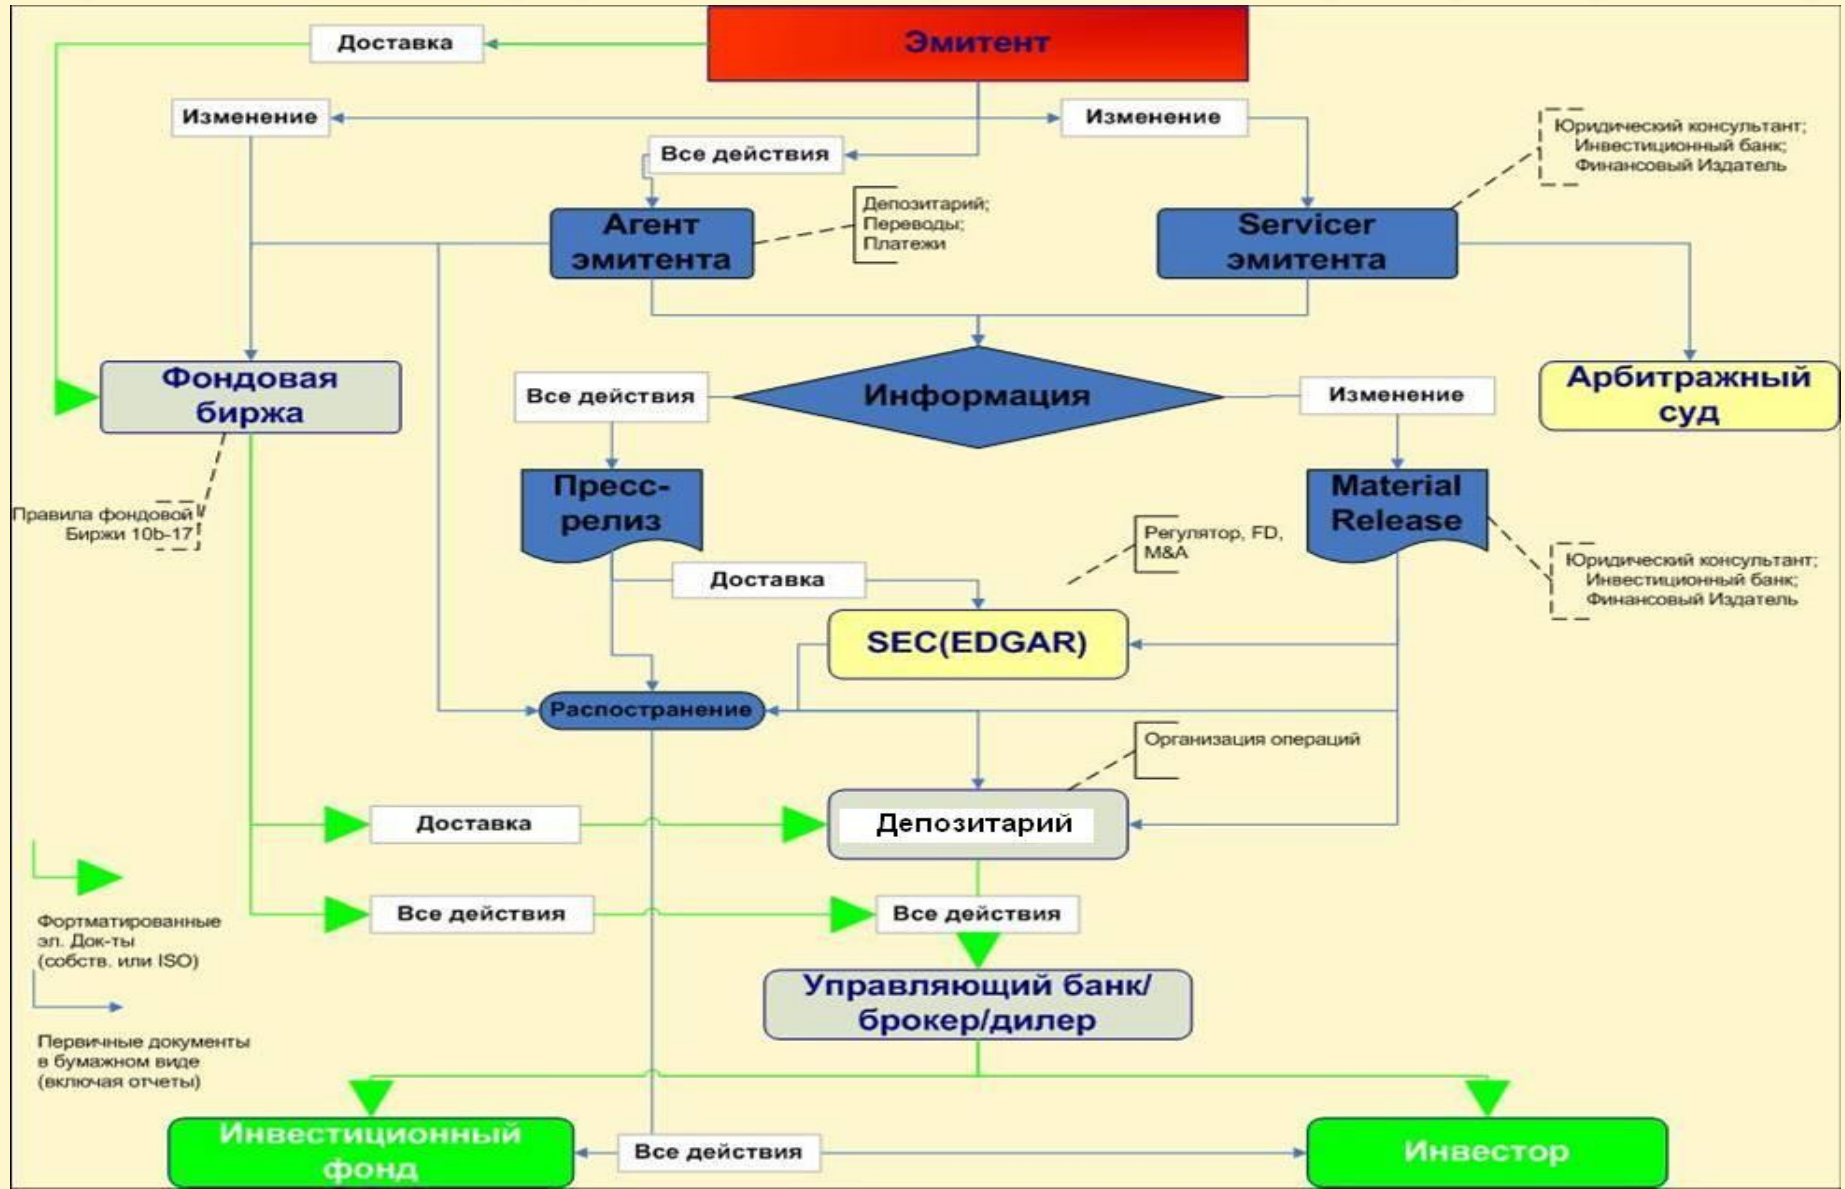 Эмитент
Доставка
Изменение
Изменение
Все действия
Юридический консультант;
Инвестиционный банк;
Финансовый Издатель
Агент
эмитента
Депозитарий;
Переводы;
Платежи
Servicer
эмитента
Фондовая
биржа
Все действия
Информация
Изменение
Арбитражный
суд
Правила фондовой
Биржи 10b-17
Пресс-
релиз
Material
Release
Регулятор, FD,
M&A
Юридический консультант;
Инвестиционный банк;
Финансовый Издатель
Доставка
SEC(EDGAR)
Распостранение
Организация операций
Доставка
Депозитарий
Все действия
Все действия
Фортматированные
эл. Док-ты
(собств. или ISO)
Управляющий банк/
брокер/дилер
Первичные документы
в бумажном виде
(включая отчеты)
Инвестиционный
фонд
Все действия
Инвестор